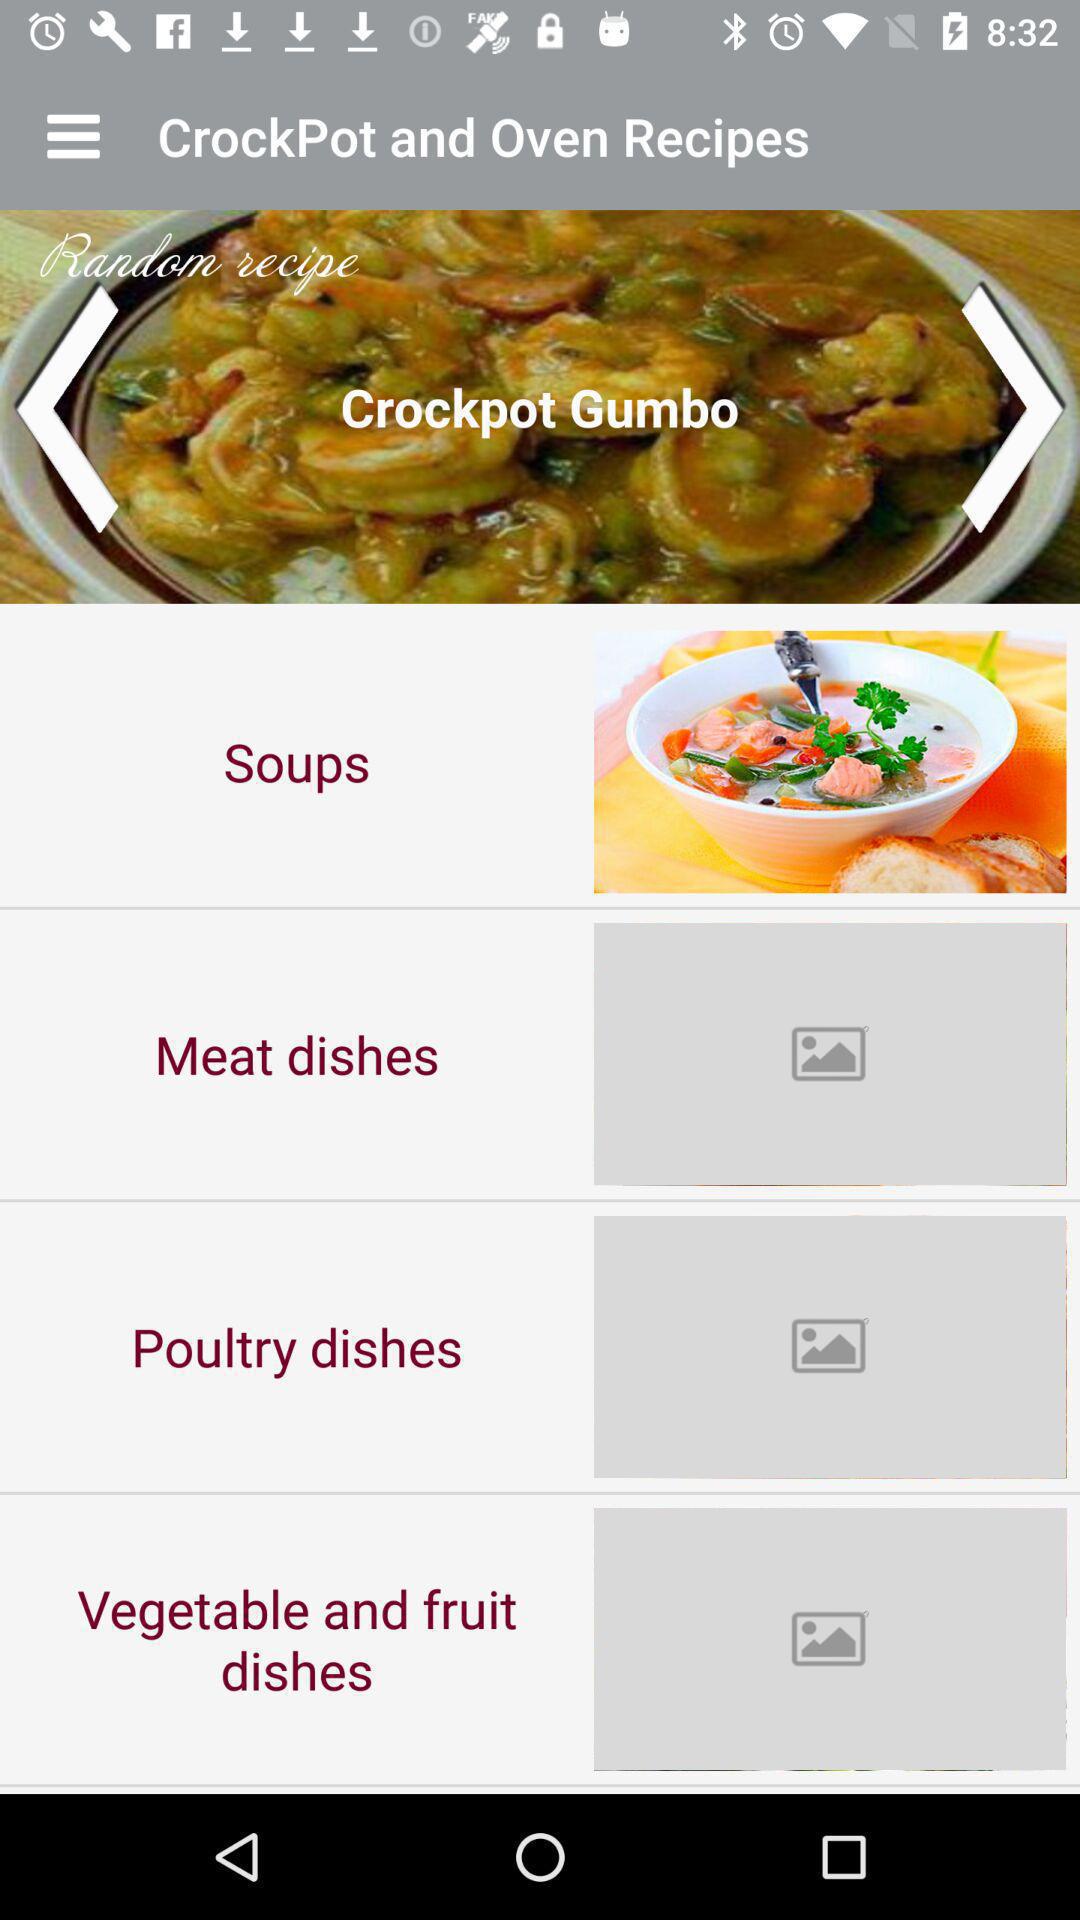 FAKE
8:32
CrockPot and Oven Recipes
Random recipe
Crockpot Gumbo
Soups
Meat dishes
Poultry dishes
Vegetable and fruit
dishes